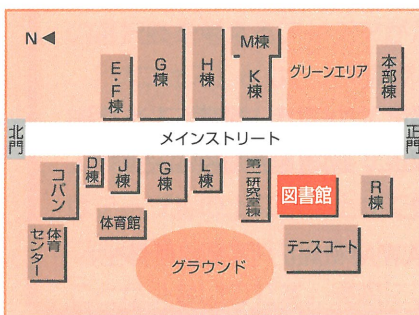 N
E・F棟
G棟
H棟
M棟
K棟
グリーンエリア
本部棟
北門
メインストリート
正門
コパン
D棟
J棟
G棟
L棟
第一研究室棟
図書館
R棟
体育館
体育センター
グラウンド
テニスコート